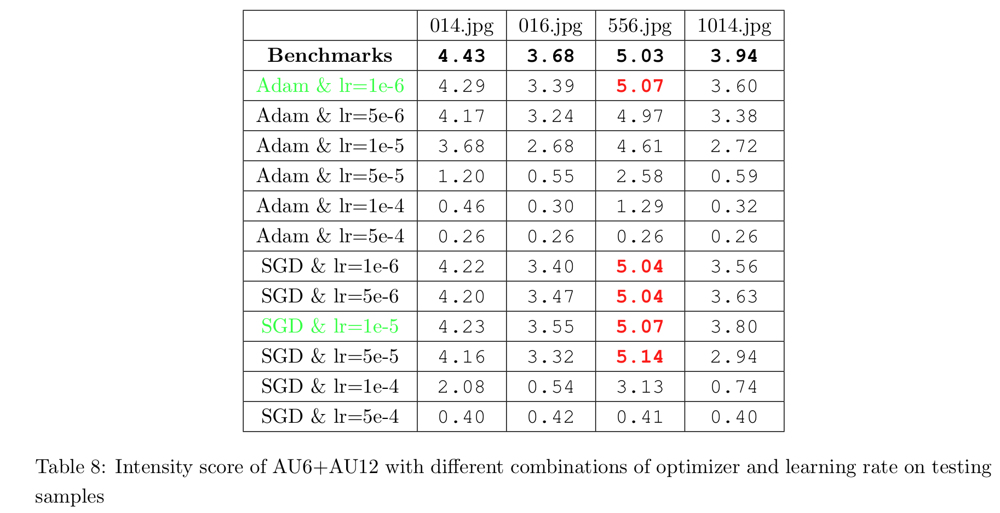 014.jpg 016.jpg 556.jpg 1014.jpg
Benchmarks 4.43 3.68 5.03 3.94
Adam & lr=1e-6 4.29 3.39 5.07 3.60
Adam & lr=5e-6 4.17 3.24 4.97 3.38
Adam & lr=1e-5 3.68 2.68 4.61 2.72
Adam & lr=5e-5 1.20 0.55 2.58 0.59
Adam & lr=1e-4 0.46 0.30 1.29 0.32
Adam & lr=5e-4 0.26 0.26 0.26 0.26
SGD & lr=1e-6 4.22 3.40 5.04 3.56
SGD & lr=5e-6 4.20 3.47 5.04 3.63
SGD & lr=1e-5 4.23 3.55 5.07 3.80
SGD & lr=5e-5 4.16 3.32 5.14 2.94
SGD & lr=1e-4 2.08 0.54 3.13 0.74
SGD & lr=5e-4 0.40 0.42 0.41 0.40
Table 8: Intensity score of AU6+AU12 with different combinations of optimizer and learning rate on testing
samples